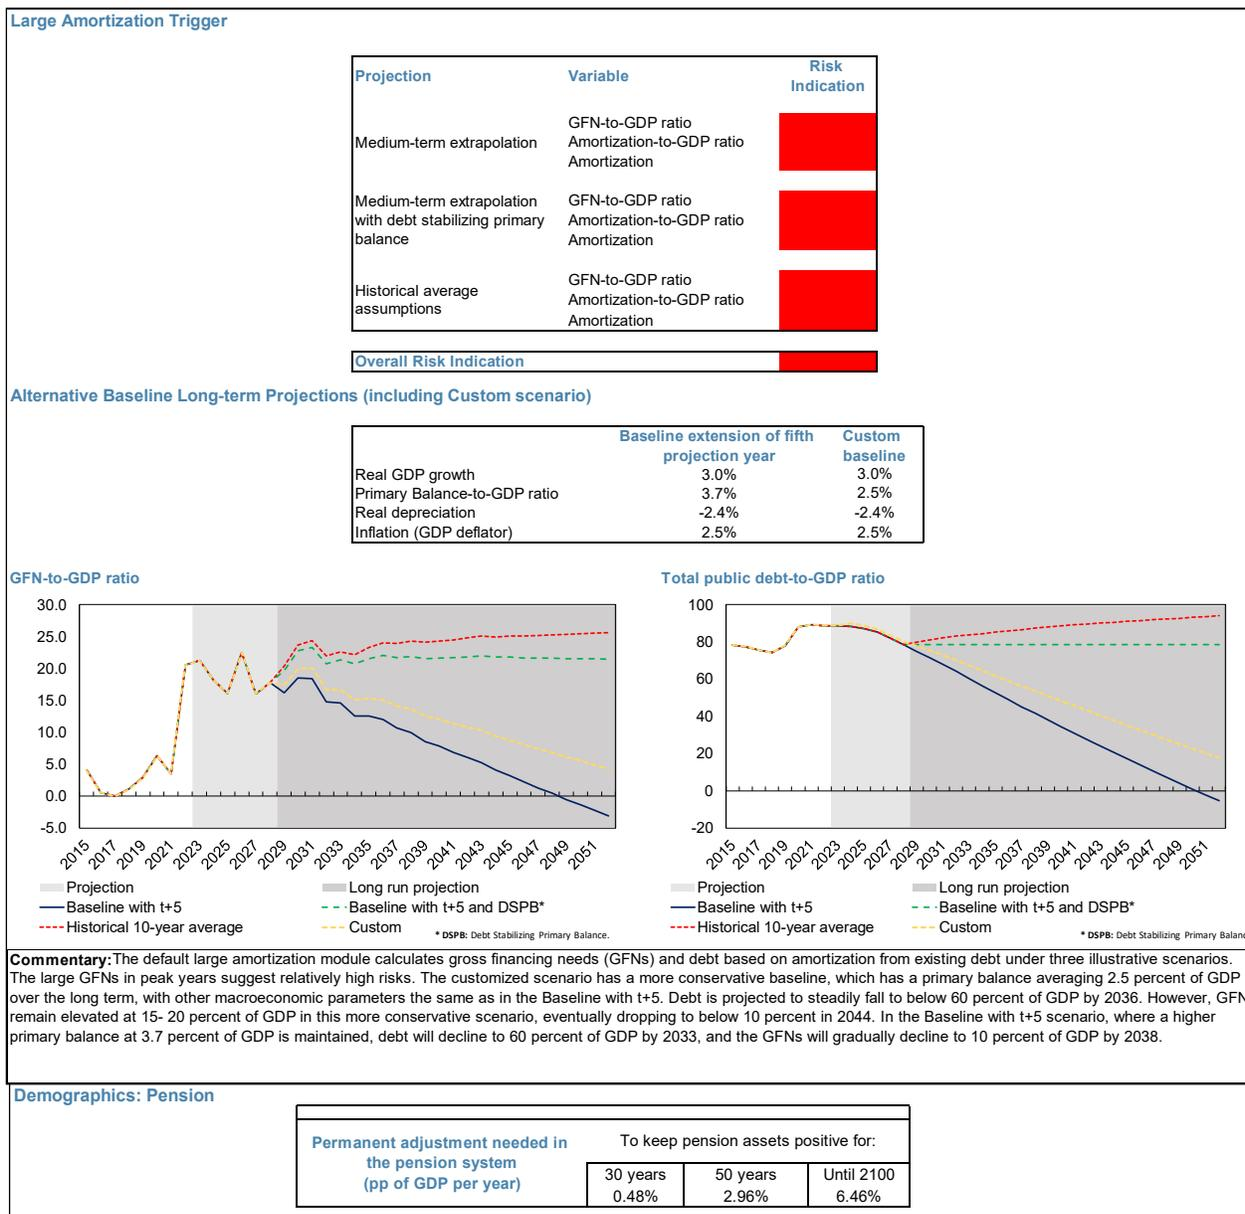 Large Amortization Trigger
Projection Variable Risk Indication
Medium-term extrapolation
GFN-to-GDP ratio
Amortization-to-GDP ratio
Amortization
Medium-term extrapolation with debt stabilizing primary balance
GFN-to-GDP ratio
Amortization-to-GDP ratio
Amortization
Historical average assumptions
GFN-to-GDP ratio
Amortization-to-GDP ratio
Amortization
Overall Risk Indication
Alternative Baseline Long-term Projections (including Custom scenario)
Baseline extension of fifth projection year
Custom baseline
Real GDP growth 3.0% 3.0%
Primary Balance-to-GDP ratio 3.7% 2.5%
Real depreciation -2.4% -2.4%
Inflation (GDP deflator) 2.5% 2.5%
GFN-to-GDP ratio
30.0
25.0
20.0
15.0
10.0
5.0
0.0
-5.0
2015 2017 2019 2021 2023 2025 2027 2029 2031 2033 2035 2037 2039 2041 2043 2045 2047 2049 2051
Projection Long run projection
Baseline with t+5 Baseline with t+5 and DSPB*
Historical 10-year average Custom
* DSPB: Debt Stabilizing Primary Balance.
Total public debt-to-GDP ratio
100
80
60
40
20
0
-20
2015 2017 2019 2021 2023 2025 2027 2029 2031 2033 2035 2037 2039 2041 2043 2045 2047 2049 2051
Projection Long run projection
Baseline with t+5 Baseline with t+5 and DSPB*
Historical 10-year average Custom
* DSPB: Debt Stabilizing Primary Balanc
Commentary:The default large amortization module calculates gross financing needs (GFNs) and debt based on amortization from existing debt under three illustrative scenarios.
The large GFNs in peak years suggest relatively high risks. The customized scenario has a more conservative baseline, which has a primary balance averaging 2.5 percent of GDP
over the long term, with other macroeconomic parameters the same as in the Baseline with t+5. Debt is projected to steadily fall to below 60 percent of GDP by 2036. However, GFN
remain elevated at 15- 20 percent of GDP in this more conservative scenario, eventually dropping to below 10 percent in 2044. In the Baseline with t+5 scenario, where a higher
primary balance at 3.7 percent of GDP is maintained, debt will decline to 60 percent of GDP by 2033, and the GFNs will gradually decline to 10 percent of GDP by 2038.
Demographics: Pension
Permanent adjustment needed in
the pension system
(pp of GDP per year)
To keep pension assets positive for:
30 years 50 years Until 2100
0.48% 2.96% 6.46%